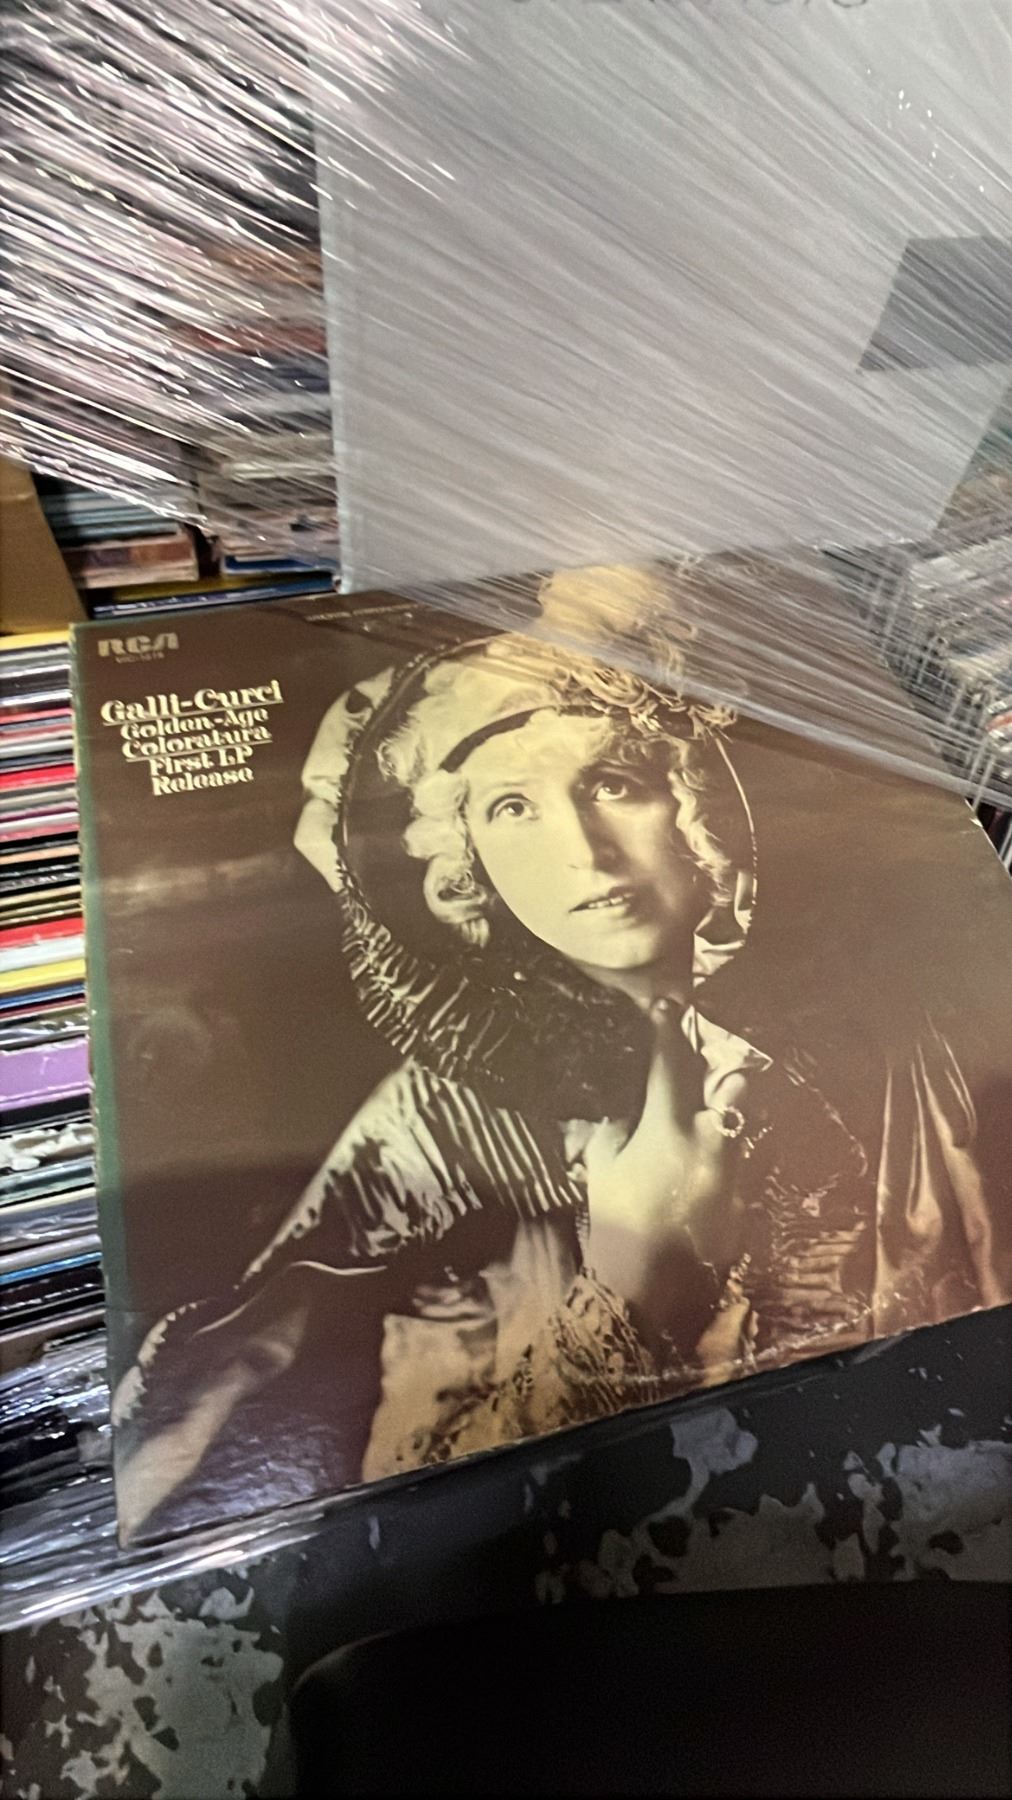 RCA
Galli-Curci
Golden-Age
Coloratura
First LP
Release